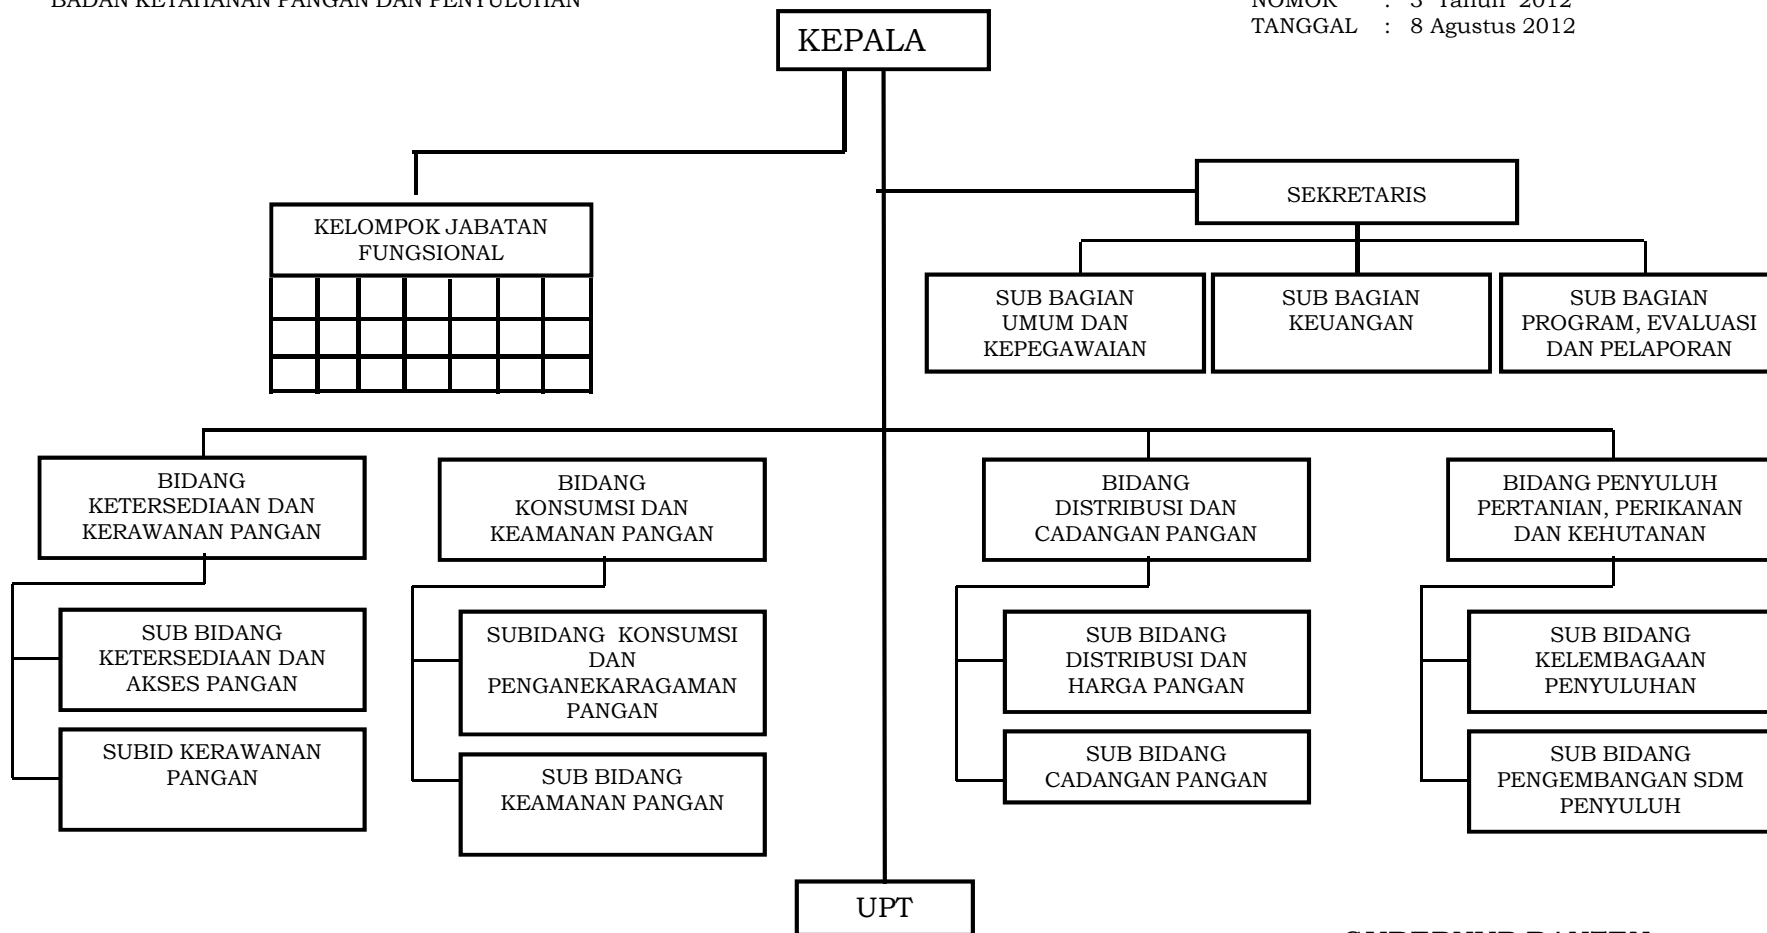 BADAN KETAHANAN PANGAN DAN PENYULUHAN
NOMOR : 3 Tahun 2012
TANGGAL : 8 Agustus 2012
KEPALA
SEKRETARIS
KELOMPOK JABATAN
FUNGSIONAL
SUB BAGIAN
UMUM DAN
KEPEGAWAIAN
SUB BAGIAN
KEUANGAN
SUB BAGIAN
PROGRAM, EVALUASI
DAN PELAPORAN
BIDANG
KETERSEDIAAN DAN
KERAWANAN PANGAN
BIDANG
KONSUMSI DAN
KEAMANAN PANGAN
BIDANG
DISTRIBUSI DAN
CADANGAN PANGAN
BIDANG PENYULUH
PERTANIAN, PERIKANAN
DAN KEHUTANAN
SUB BIDANG
KETERSEDIAAN DAN
AKSES PANGAN
SUBIDANG KONSUMSI
DAN
PENGANEKARAGAMAN
PANGAN
SUB BIDANG
DISTRIBUSI DAN
HARGA PANGAN
SUB BIDANG
KELEMBAGAAN
PENYULUHAN
SUBID KERAWANAN
PANGAN
SUB BIDANG
KEAMANAN PANGAN
SUB BIDANG
CADANGAN PANGAN
SUB BIDANG
PENGEMBANGAN SDM
PENYULUH
UPT
GUBERNUR BANTEN